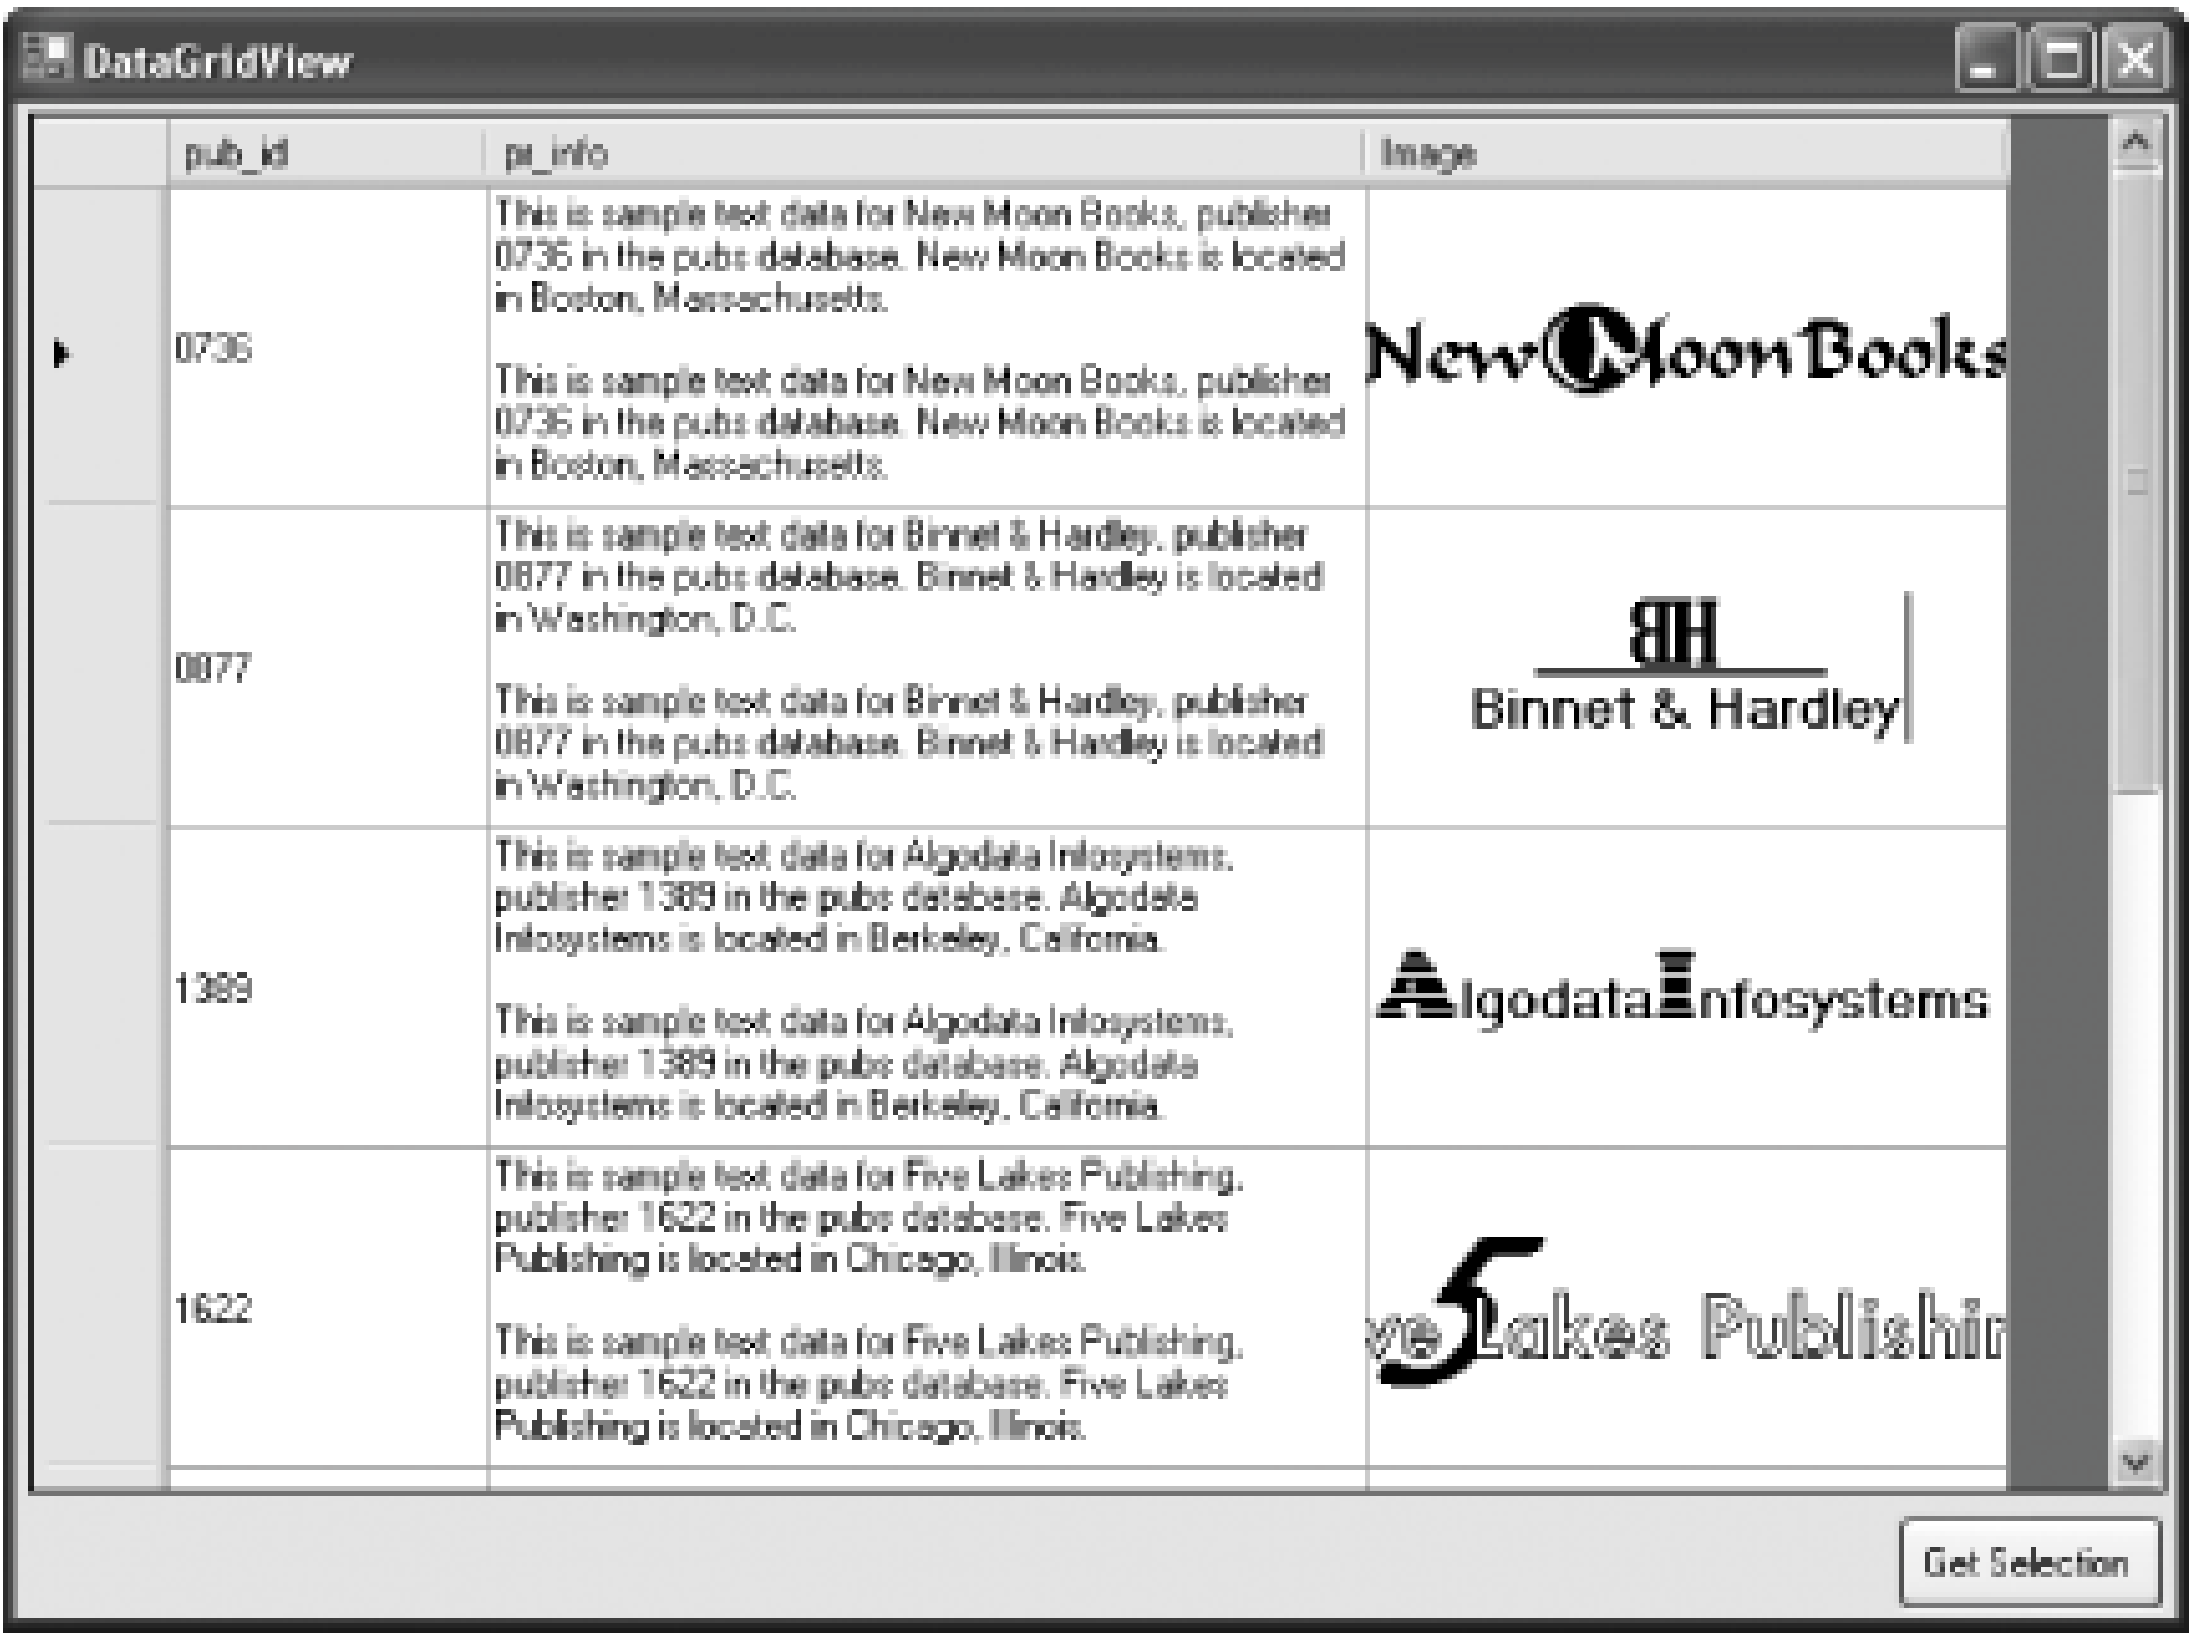 DataGridView
pub_id pr_info Image
0736
This is sample text data for New Moon Books, publisher
0736 in the pubs database. New Moon Books is located
in Boston, Massachusetts.
This is sample text data for New Moon Books, publisher
0736 in the pubs database. New Moon Books is located
in Boston, Massachusetts.
New Moon Books
0877
This is sample text data for Binnet & Hardley, publisher
0877 in the pubs database. Binnet & Hardley is located
in Washington, D.C.
This is sample text data for Binnet & Hardley, publisher
0877 in the pubs database. Binnet & Hardley is located
in Washington, D.C.
BH
Binnet & Hardley
1389
This is sample text data for Algodata Infosystems,
publisher 1389 in the pubs database. Algodata
Infosystems is located in Berkeley, California.
This is sample text data for Algodata Infosystems,
publisher 1389 in the pubs database. Algodata
Infosystems is located in Berkeley, California.
Algodata Infosystems
1622
This is sample text data for Five Lakes Publishing,
publisher 1622 in the pubs database. Five Lakes
Publishing is located in Chicago, Illinois.
This is sample text data for Five Lakes Publishing,
publisher 1622 in the pubs database. Five Lakes
Publishing is located in Chicago, Illinois.
ve 5 Lakes Publishin
Get Selection